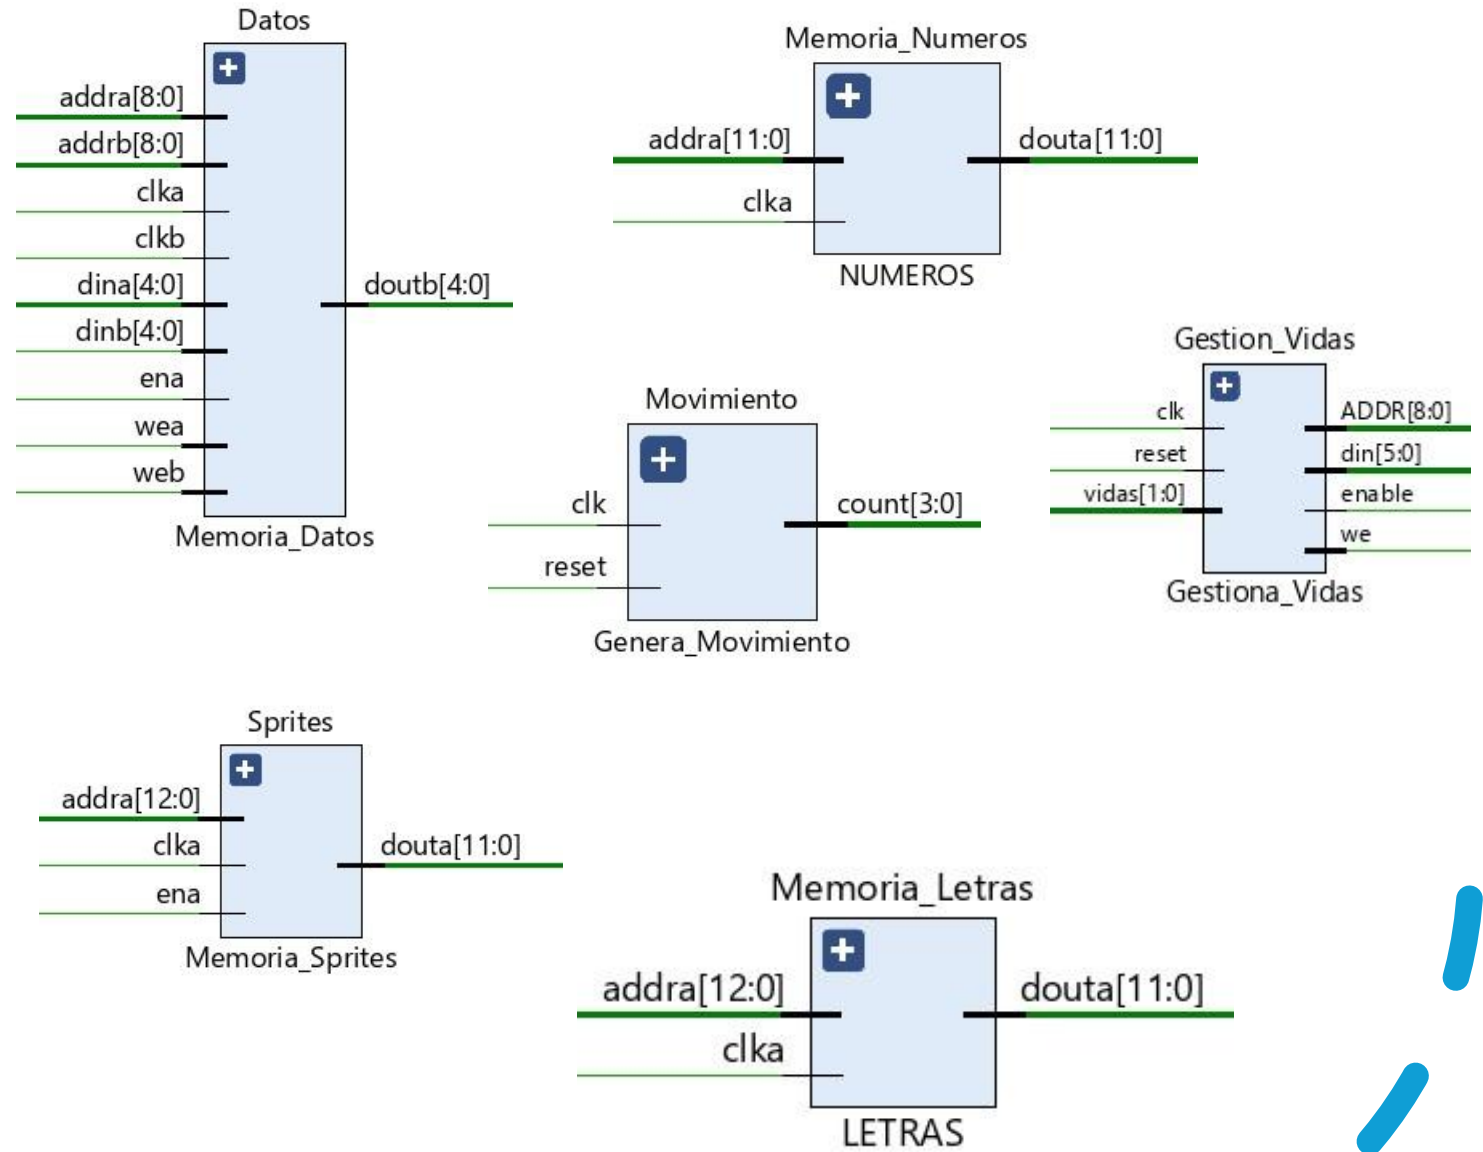 Datos
addra[8:0]
addrb[8:0]
clka
clkb
dina[4:0]
dinb[4:0]
ena
wea
web
doutb[4:0]
Memoria_Datos
Memoria_Numeros
addra[11:0]
clka
douta[11:0]
NUMEROS
Movimiento
clk
reset
count[3:0]
Genera_Movimiento
Gestion_Vidas
clk
reset
vidas[1:0]
ADDR[8:0]
din[5:0]
enable
we
Gestiona_Vidas
Sprites
addra[12:0]
clka
ena
douta[11:0]
Memoria_Sprites
Memoria_Letras
addra[12:0]
clka
douta[11:0]
LETRAS